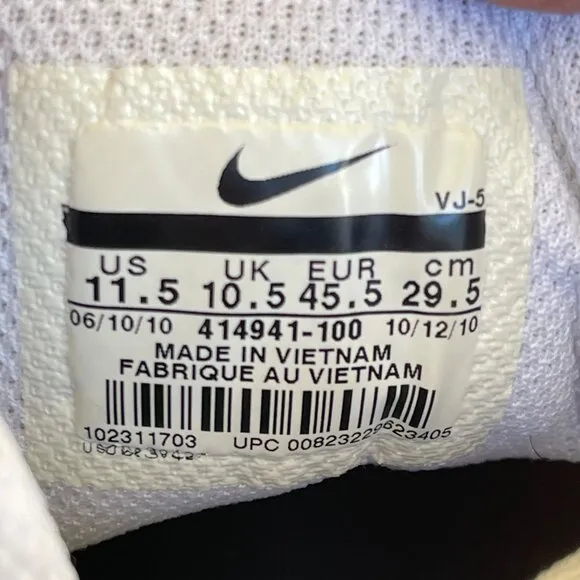 VJ-5
US UK EUR cm
11.5 10.5 45.5 29.5
06/10/10 414941-100 10/12/10
MADE IN VIETNAM
FABRIQUE AU VIETNAM
102311703 UPC 00823229623405